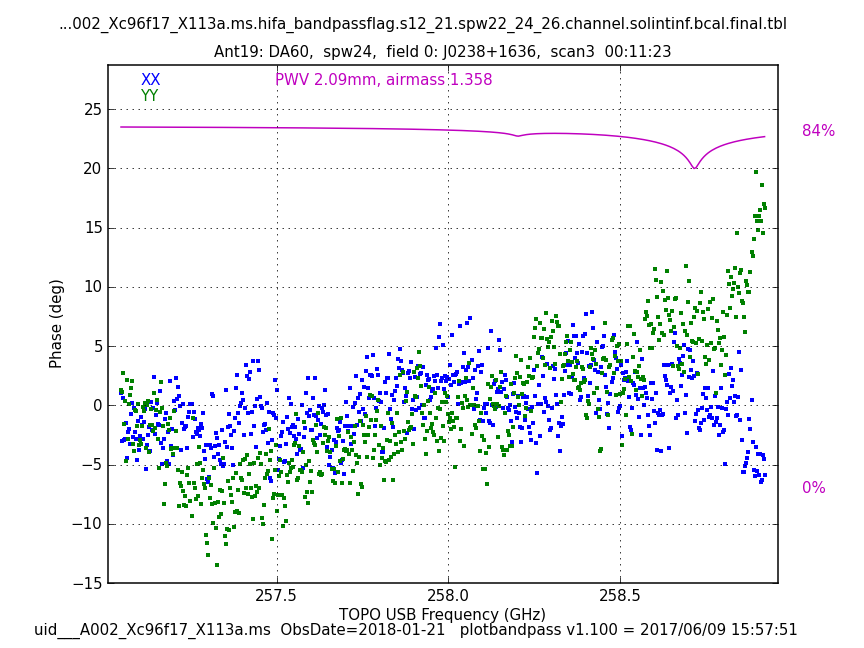 ...002_Xc96f17_X113a.ms.hifa_bandpassflag.s12_21.spw22_24_26.channel.solintinf.bcal.final.tbl
Ant19: DA60, spw24, field 0: J0238+1636, scan3 00:11:23
XX
YY
PWV 2.09mm, airmass 1.358
84%
0%
25
20
15
10
5
0
−5
−10
−15
Phase (deg)
257.5
258.0
258.5
TOPO USB Frequency (GHz)
uid___A002_Xc96f17_X113a.ms ObsDate=2018-01-21 plotbandpass v1.100 = 2017/06/09 15:57:51